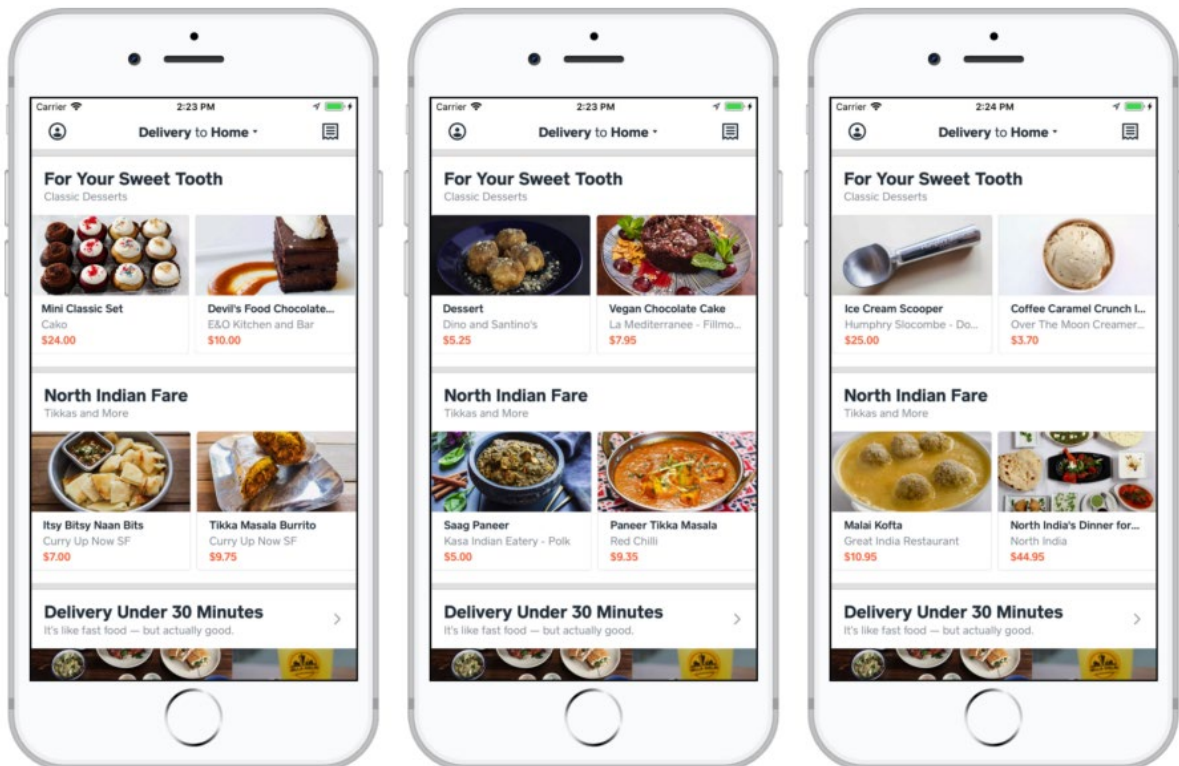 Carrier 2:23 PM
Delivery to Home
For Your Sweet Tooth
Classic Desserts
Mini Classic Set
Cako
$24.00
Devil's Food Chocolate...
E&O Kitchen and Bar
$10.00
North Indian Fare
Tikkas and More
Itsy Bitsy Naan Bits
Curry Up Now SF
$7.00
Tikka Masala Burrito
Curry Up Now SF
$9.75
Delivery Under 30 Minutes
It's like fast food — but actually good.
Carrier 2:23 PM
Delivery to Home
For Your Sweet Tooth
Classic Desserts
Dessert
Dino and Santino's
$5.25
Vegan Chocolate Cake
La Mediterranee - Fillmo...
$7.95
North Indian Fare
Tikkas and More
Saag Paneer
Kasa Indian Eatery - Polk
$5.00
Paneer Tikka Masala
Red Chilli
$9.35
Delivery Under 30 Minutes
It's like fast food — but actually good.
Carrier 2:24 PM
Delivery to Home
For Your Sweet Tooth
Classic Desserts
Ice Cream Scooper
Humphry Slocombe - Do...
$25.00
Coffee Caramel Crunch I...
Over The Moon Creamer...
$3.70
North Indian Fare
Tikkas and More
Malai Kofta
Great India Restaurant
$10.95
North India's Dinner for...
North India
$44.95
Delivery Under 30 Minutes
It's like fast food — but actually good.